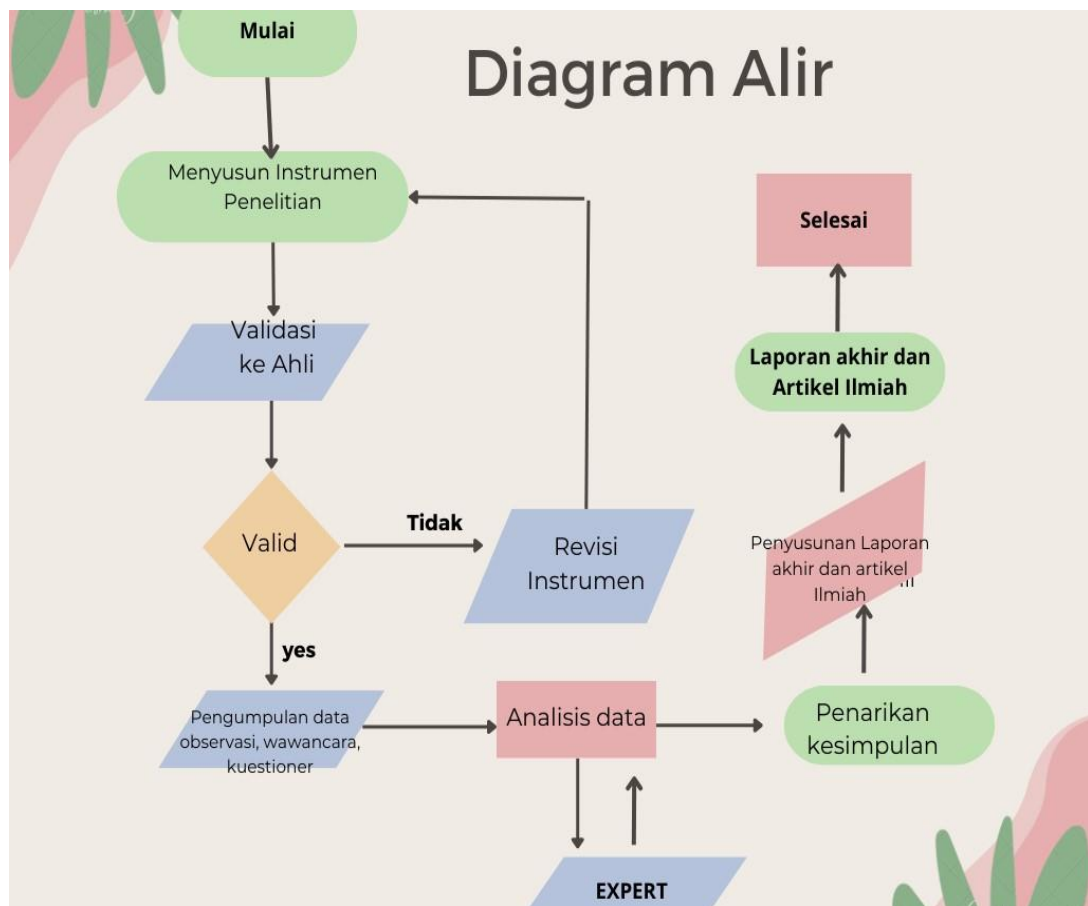 Mulai
Diagram Alir
Menyusun Instrumen
Penelitian
Selesai
Validasi
ke Ahli
Laporan akhir dan
Artikel Ilmiah
Valid
Tidak
Revisi
Instrumen
Penyusunan Laporan
akhir dan artikel
Ilmiah
yes
Pengumpulan data
observasi, wawancara,
kuestioner
Analisis data
Penarikan
kesimpulan
EXPERT